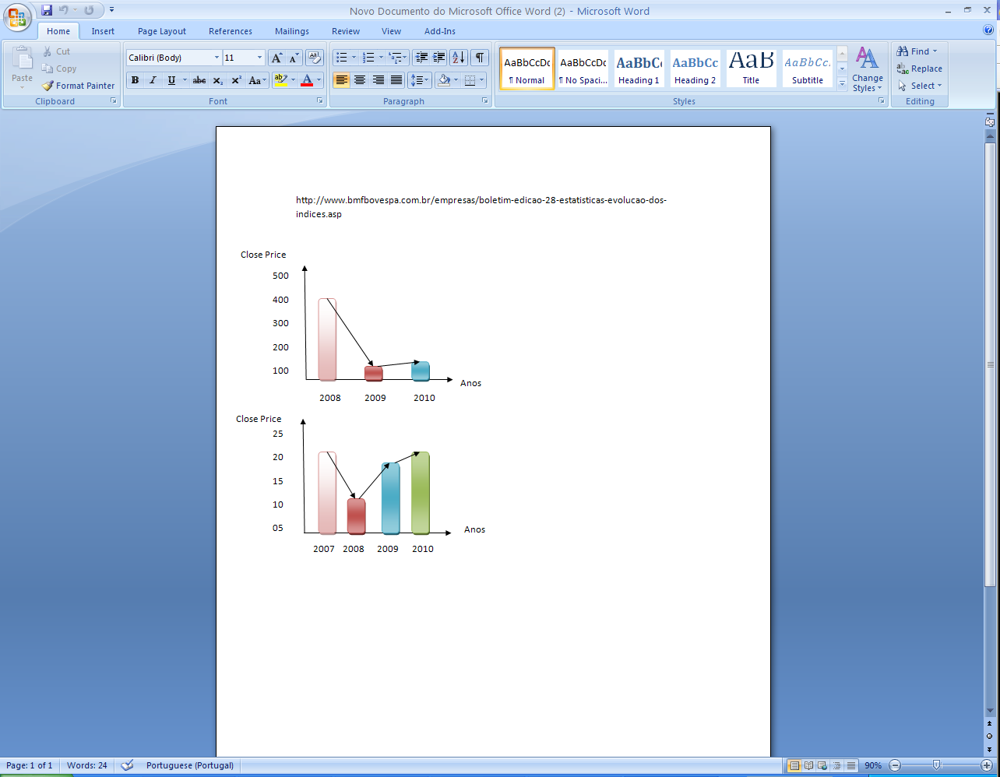 Novo Documento do Microsoft Office Word (2) - Microsoft Word
Home Insert Page Layout References Mailings Review View Add-Ins
Paste
Cut
Copy
Format Painter
Clipboard
Calibri (Body) 11
B I U abc x₂ x² Aa
ab A
Font
Paragraph
AaBbCcDc AaBbCcDc AaBbC AaBbCc AaB AaBbCc.
¶ Normal ¶ No Spaci... Heading 1 Heading 2 Title Subtitle
Change
Styles
Styles
Find
Replace
Select
Editing
http://www.bmfbovespa.com.br/empresas/boletim-edicao-28-estatisticas-evolucao-dos-
indices.asp
Close Price
500
400
300
200
100
Anos
2008 2009 2010
Close Price
25
20
15
10
05
Anos
2007 2008 2009 2010
Page: 1 of 1 Words: 24 Portuguese (Portugal) 90%